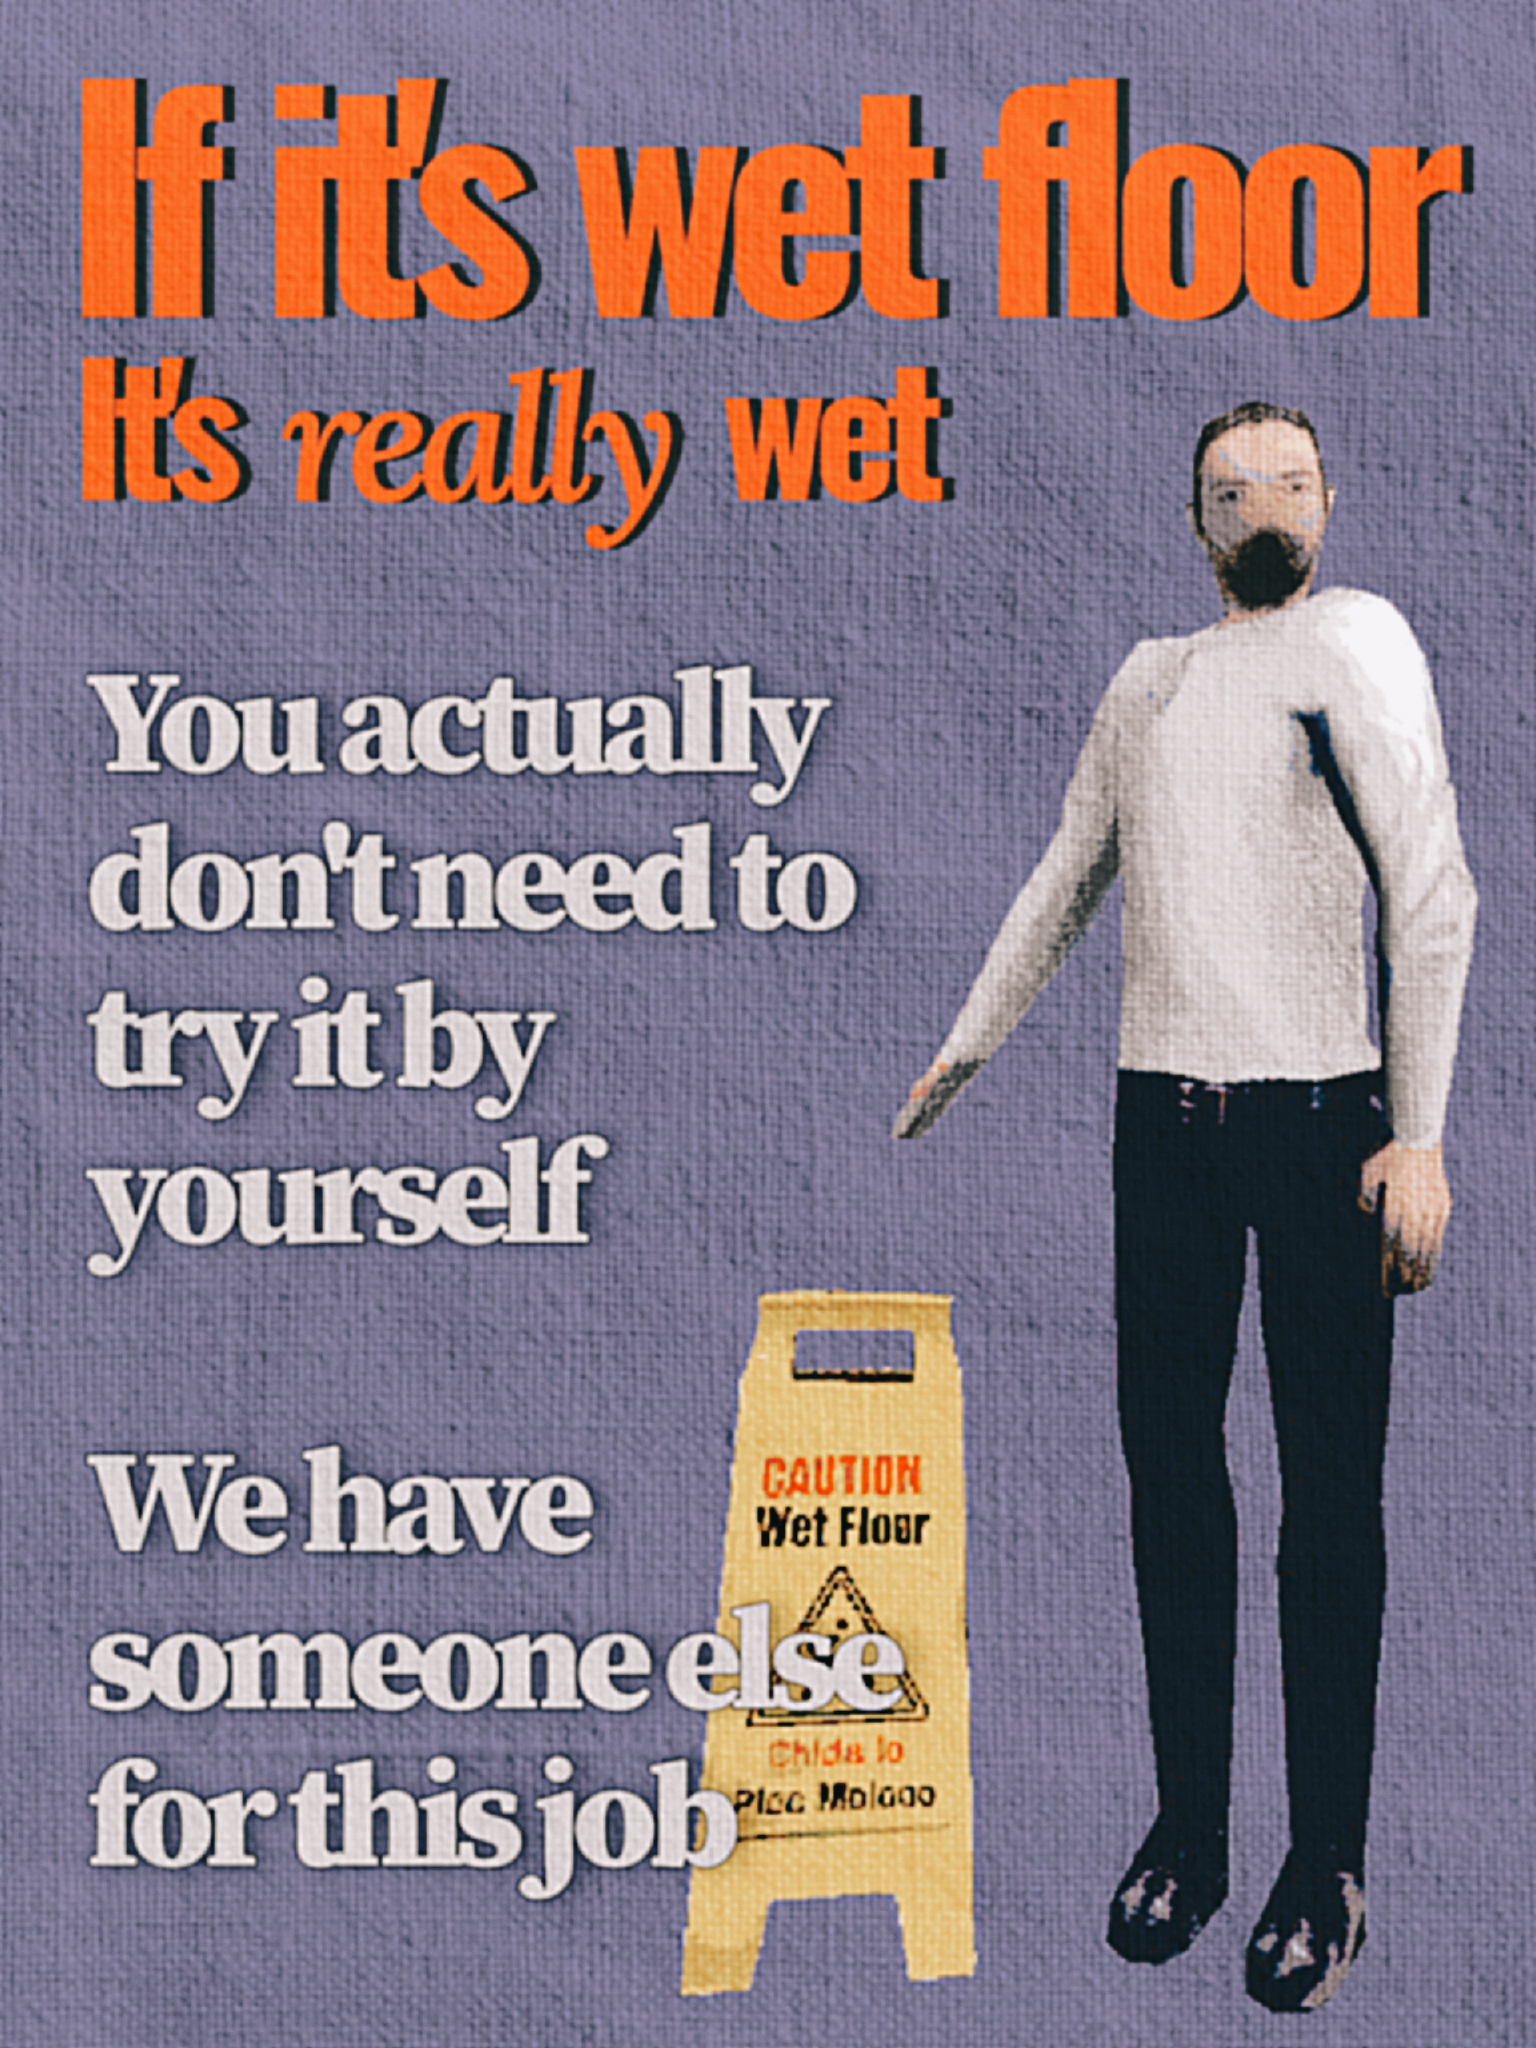 If it's wet floor
It's really wet
You actually
don't need to
try it by
yourself
We have
someone else
for this job
CAUTION
Wet Floor